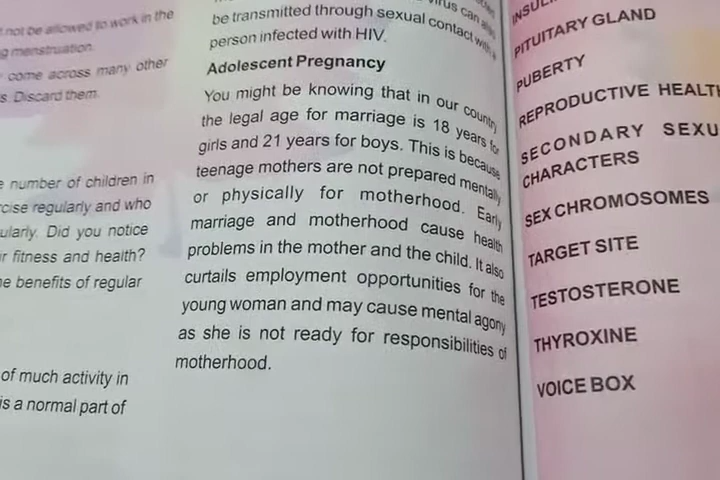 not be allowed to work in the
menstruation.
come across many other
Discard them.
number of children in
regularly and who
Did you notice
fitness and health?
benefits of regular
of much activity in
is a normal part of
virus can
be transmitted through sexual contact with
person infected with HIV.
Adolescent Pregnancy
You might be knowing that in our country
the legal age for marriage is 18 years for
girls and 21 years for boys. This is because
teenage mothers are not prepared mentally
or physically for motherhood. Early
marriage and motherhood cause health
problems in the mother and the child. It also
curtails employment opportunities for the
young woman and may cause mental agony
as she is not ready for responsibilities of
motherhood.
PITUITARY GLAND
PUBERTY
REPRODUCTIVE HEALTH
SECONDARY
CHARACTERS
SEX CHROMOSOMES
TARGET SITE
TESTOSTERONE
THYROXINE
VOICE BOX